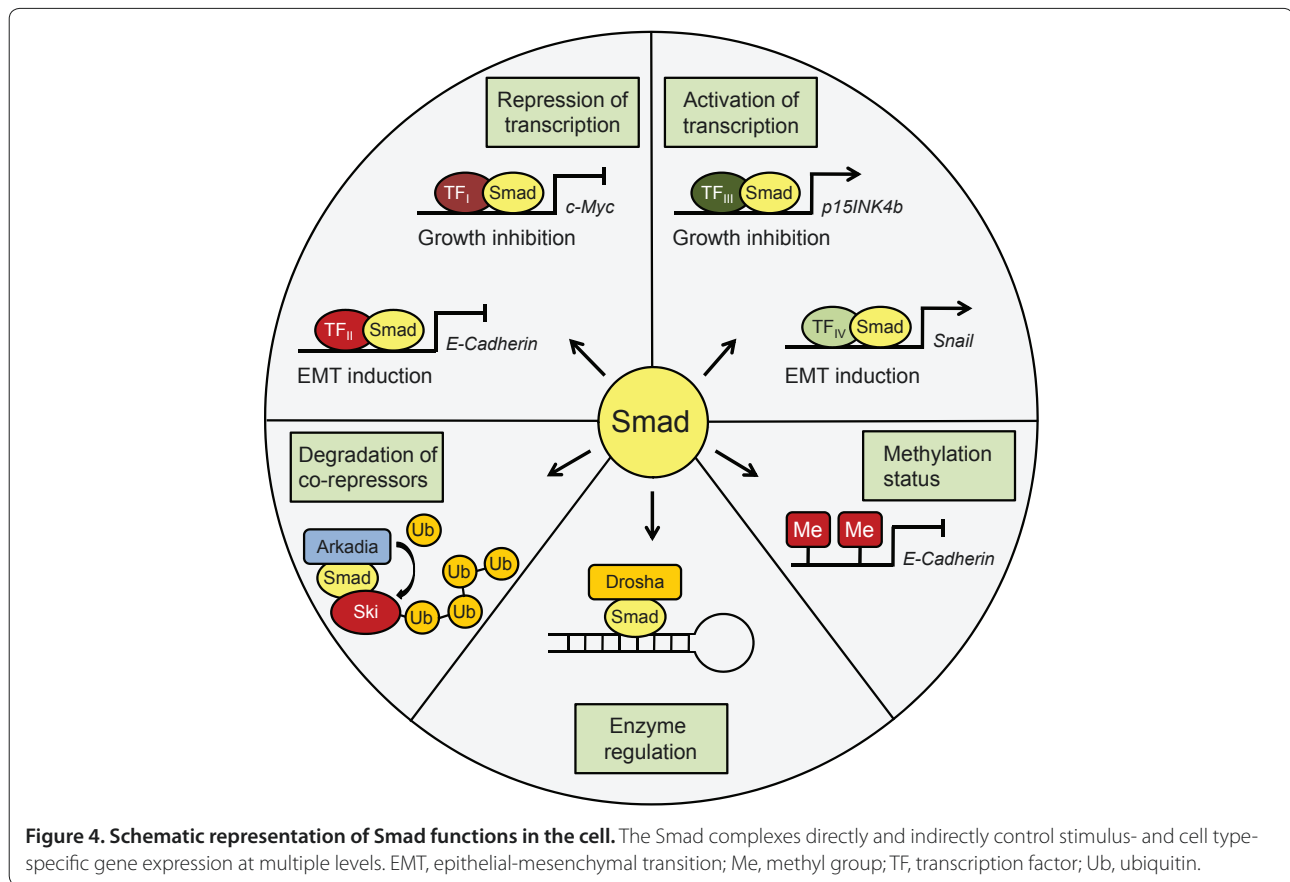 Repression of
transcription
TFI Smad
c-Myc
Growth inhibition
TFII Smad
E-Cadherin
EMT induction
Activation of
transcription
TFIII Smad
p15INK4b
Growth inhibition
TFIV Smad
Snail
EMT induction
Smad
Degradation of
co-repressors
Arkadia
Ub
Smad
Ski
Ub
Ub
Ub
Ub
Drosha
Smad
Enzyme
regulation
Methylation
status
Me Me
E-Cadherin
Figure 4. Schematic representation of Smad functions in the cell. The Smad complexes directly and indirectly control stimulus- and cell type-
specific gene expression at multiple levels. EMT, epithelial-mesenchymal transition; Me, methyl group; TF, transcription factor; Ub, ubiquitin.